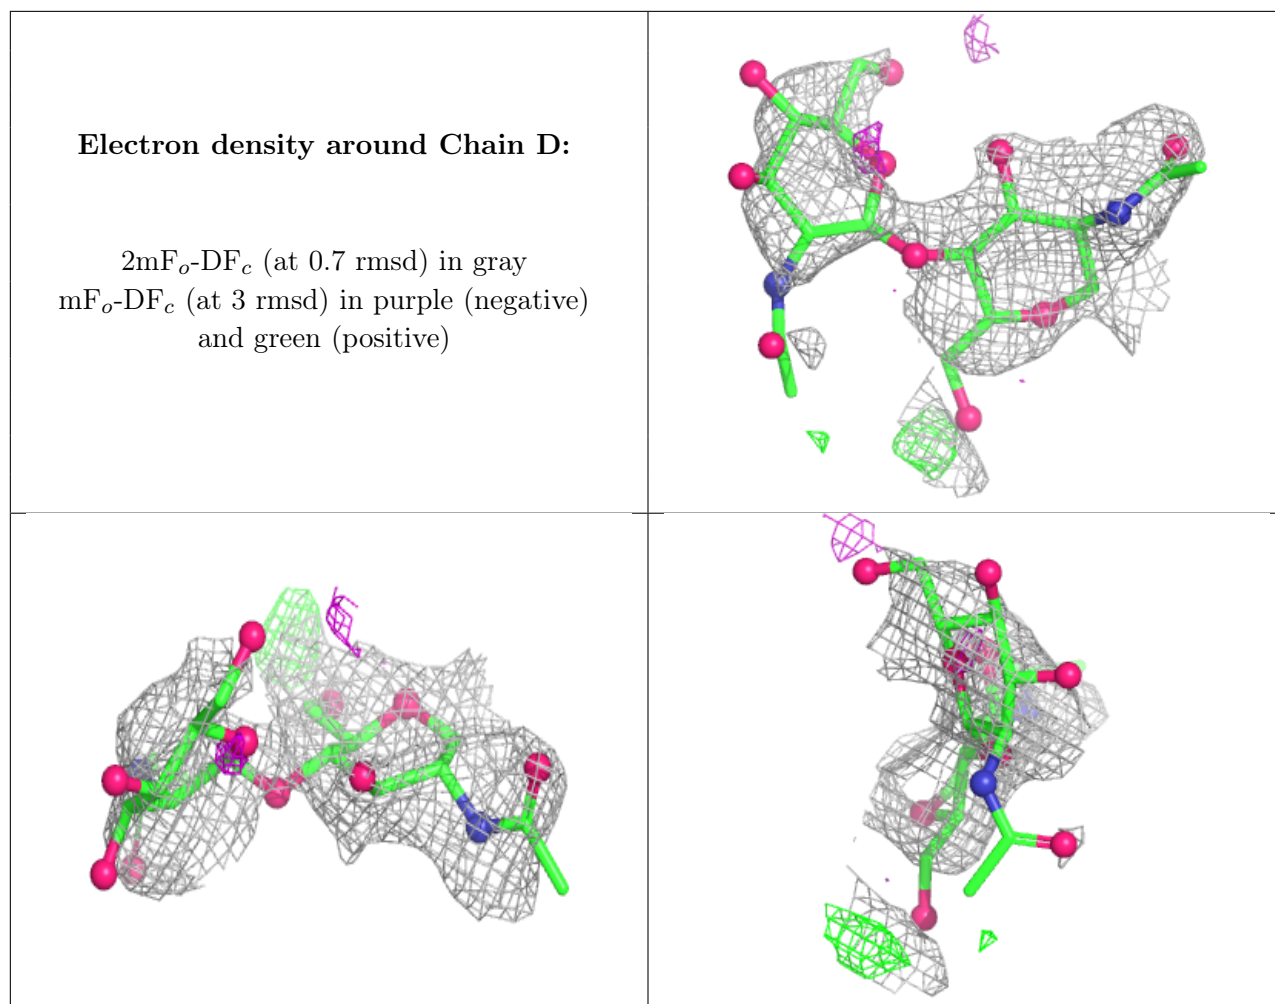 Electron density around Chain D:
2mFₒ-DF𝒸 (at 0.7 rmsd) in gray
mFₒ-DF𝒸 (at 3 rmsd) in purple (negative)
and green (positive)